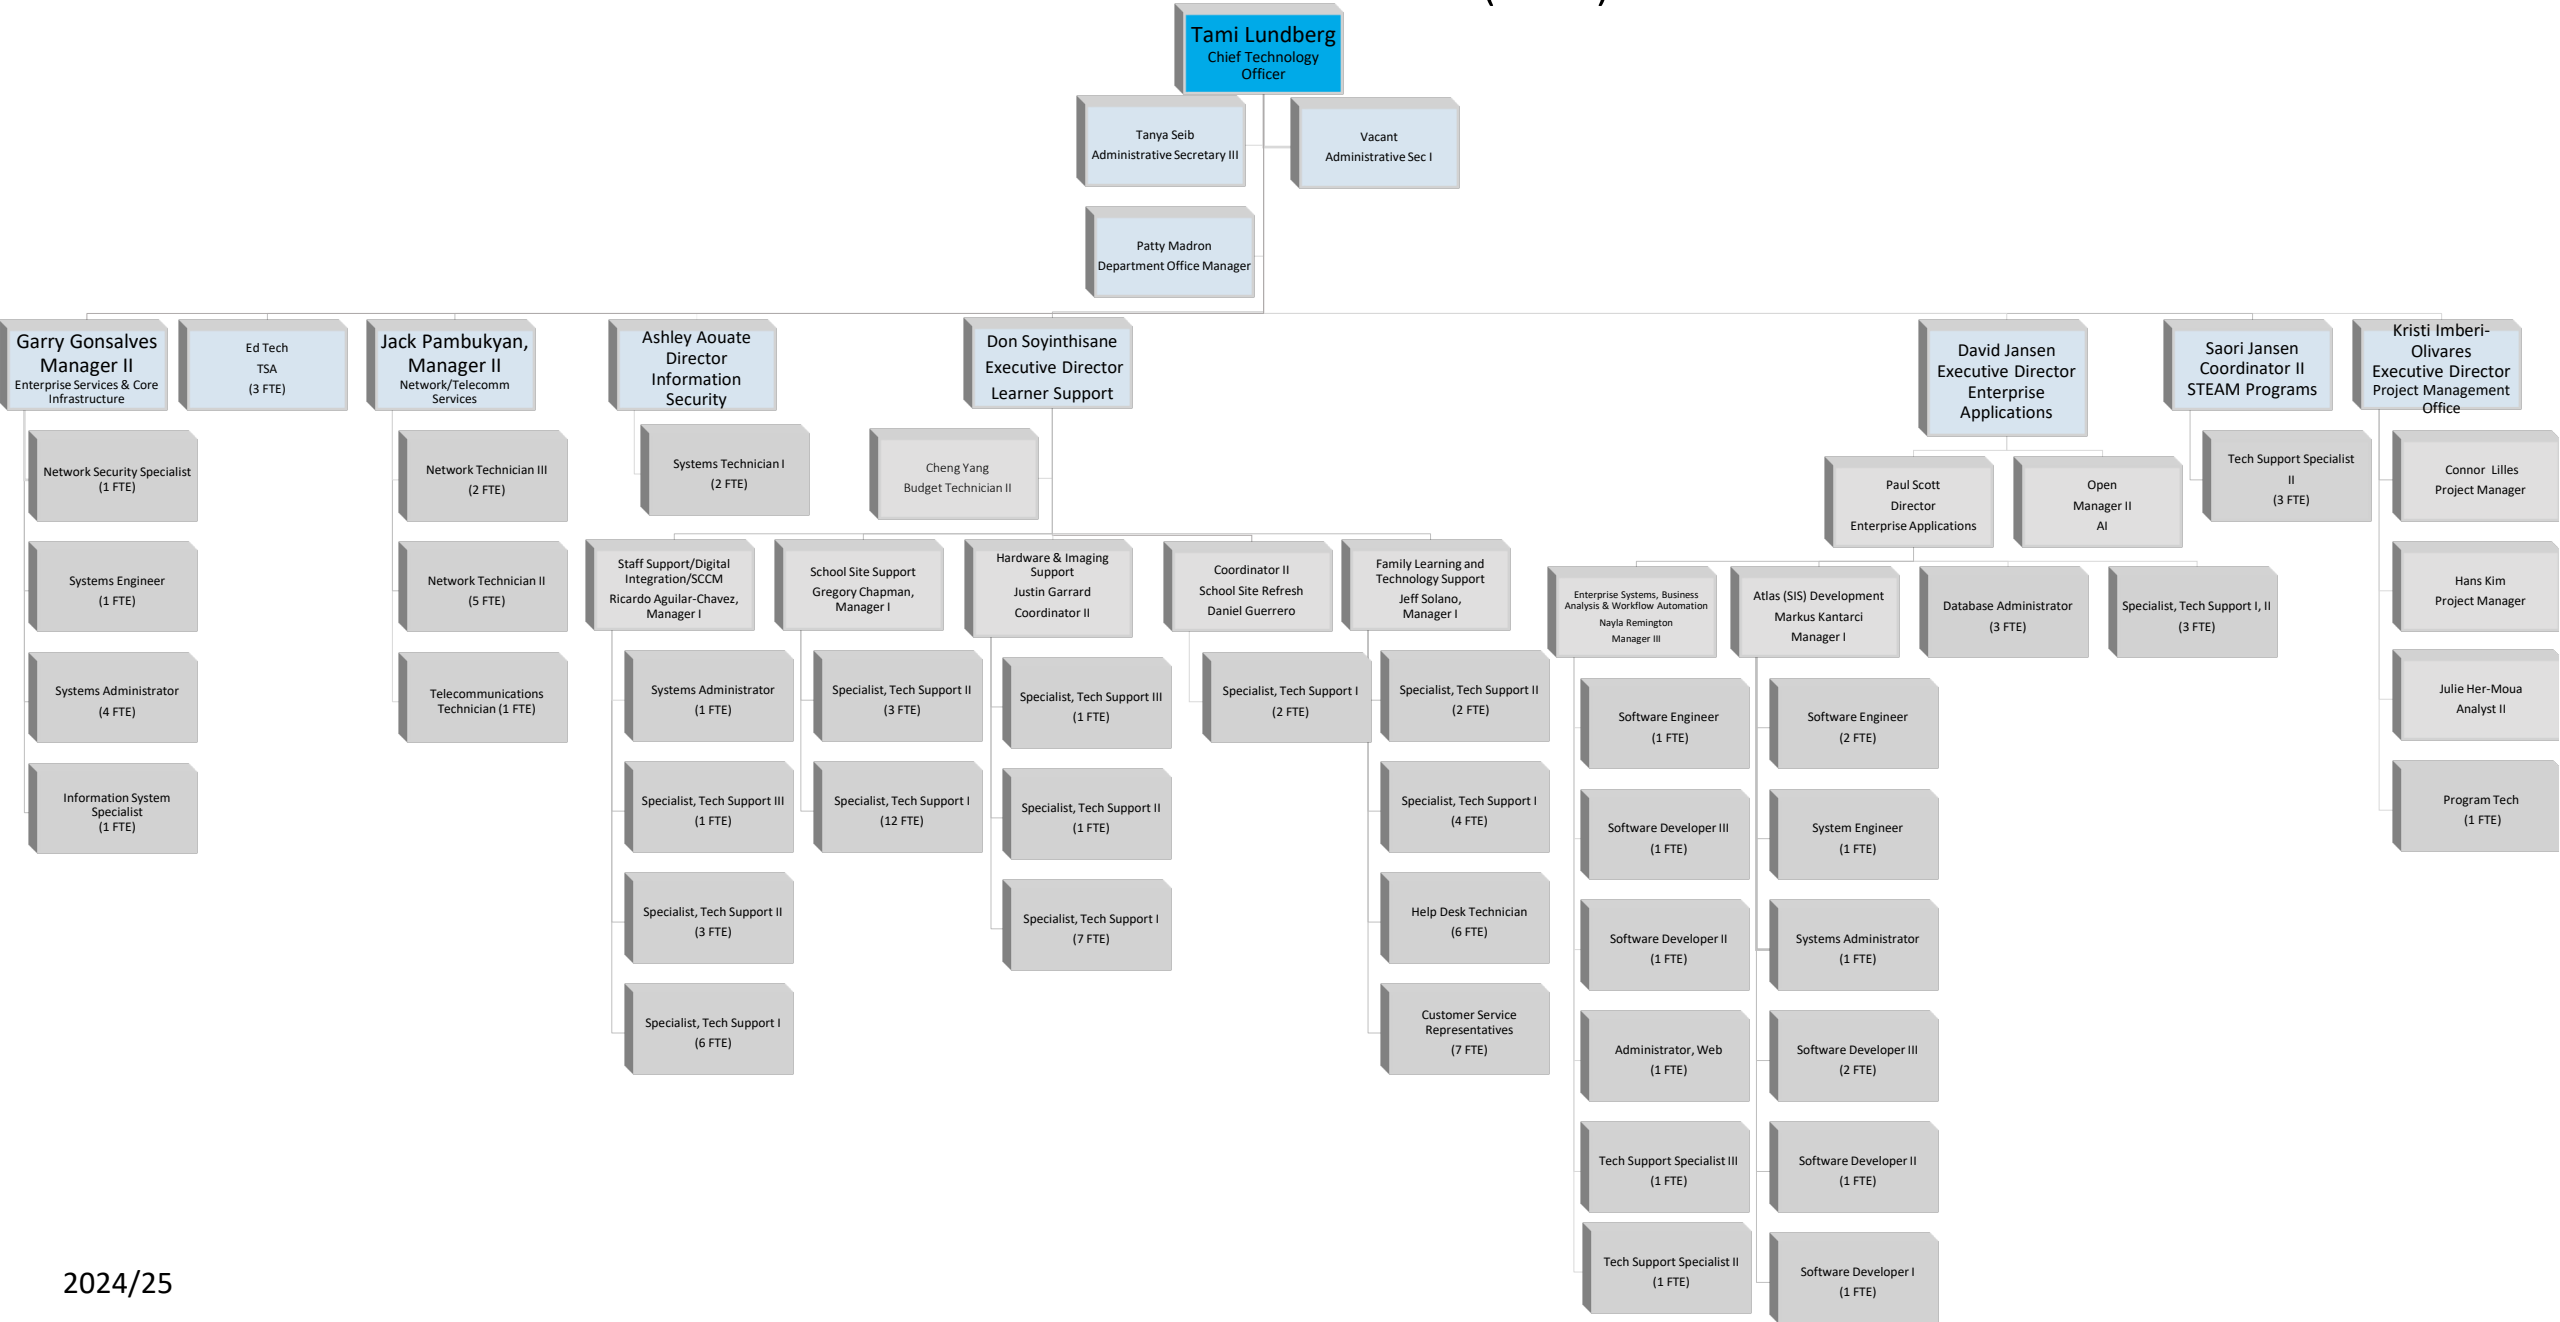 Tami Lundberg
Chief Technology
Officer
Tanya Seib
Administrative Secretary III
Vacant
Administrative Sec I
Patty Madron
Department Office Manager
Garry Gonsalves
Manager II
Enterprise Services & Core
Infrastructure
Ed Tech
TSA
(3 FTE)
Jack Pambukyan,
Manager II
Network/Telecomm
Services
Ashley Aouate
Director
Information
Security
Don Soyinthisane
Executive Director
Learner Support
David Jansen
Executive Director
Enterprise
Applications
Saori Jansen
Coordinator II
STEAM Programs
Kristi Imberi-
Olivares
Executive Director
Project Management
Office
Network Security Specialist
(1 FTE)
Systems Engineer
(1 FTE)
Systems Administrator
(4 FTE)
Information System
Specialist
(1 FTE)
Network Technician III
(2 FTE)
Network Technician II
(5 FTE)
Telecommunications
Technician (1 FTE)
Systems Technician I
(2 FTE)
Cheng Yang
Budget Technician II
Staff Support/Digital
Integration/SCCM
Ricardo Aguilar-Chavez,
Manager I
Systems Administrator
(1 FTE)
Specialist, Tech Support III
(1 FTE)
Specialist, Tech Support II
(3 FTE)
Specialist, Tech Support I
(6 FTE)
School Site Support
Gregory Chapman,
Manager I
Specialist, Tech Support II
(3 FTE)
Specialist, Tech Support I
(12 FTE)
Hardware & Imaging
Support
Justin Garrard
Coordinator II
Specialist, Tech Support III
(1 FTE)
Specialist, Tech Support II
(1 FTE)
Specialist, Tech Support I
(7 FTE)
Coordinator II
School Site Refresh
Daniel Guerrero
Specialist, Tech Support I
(2 FTE)
Family Learning and
Technology Support
Jeff Solano,
Manager I
Specialist, Tech Support II
(2 FTE)
Specialist, Tech Support I
(4 FTE)
Help Desk Technician
(6 FTE)
Customer Service
Representatives
(7 FTE)
Paul Scott
Director
Enterprise Applications
Open
Manager II
AI
Enterprise Systems, Business
Analysis & Workflow Automation
Nayla Remington
Manager III
Software Engineer
(1 FTE)
Software Developer III
(1 FTE)
Software Developer II
(1 FTE)
Administrator, Web
(1 FTE)
Tech Support Specialist III
(1 FTE)
Tech Support Specialist II
(1 FTE)
Atlas (SIS) Development
Markus Kantarci
Manager I
Software Engineer
(2 FTE)
System Engineer
(1 FTE)
Systems Administrator
(1 FTE)
Software Developer III
(2 FTE)
Software Developer II
(1 FTE)
Software Developer I
(1 FTE)
Database Administrator
(3 FTE)
Specialist, Tech Support I, II
(3 FTE)
Tech Support Specialist
II
(3 FTE)
Connor Lilles
Project Manager
Hans Kim
Project Manager
Julie Her-Moua
Analyst II
Program Tech
(1 FTE)
2024/25